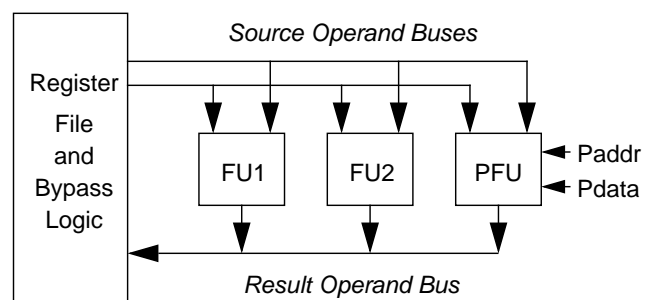 Source Operand Buses
Register
File
and
Bypass
Logic
FU1
FU2
PFU
Paddr
Pdata
Result Operand Bus